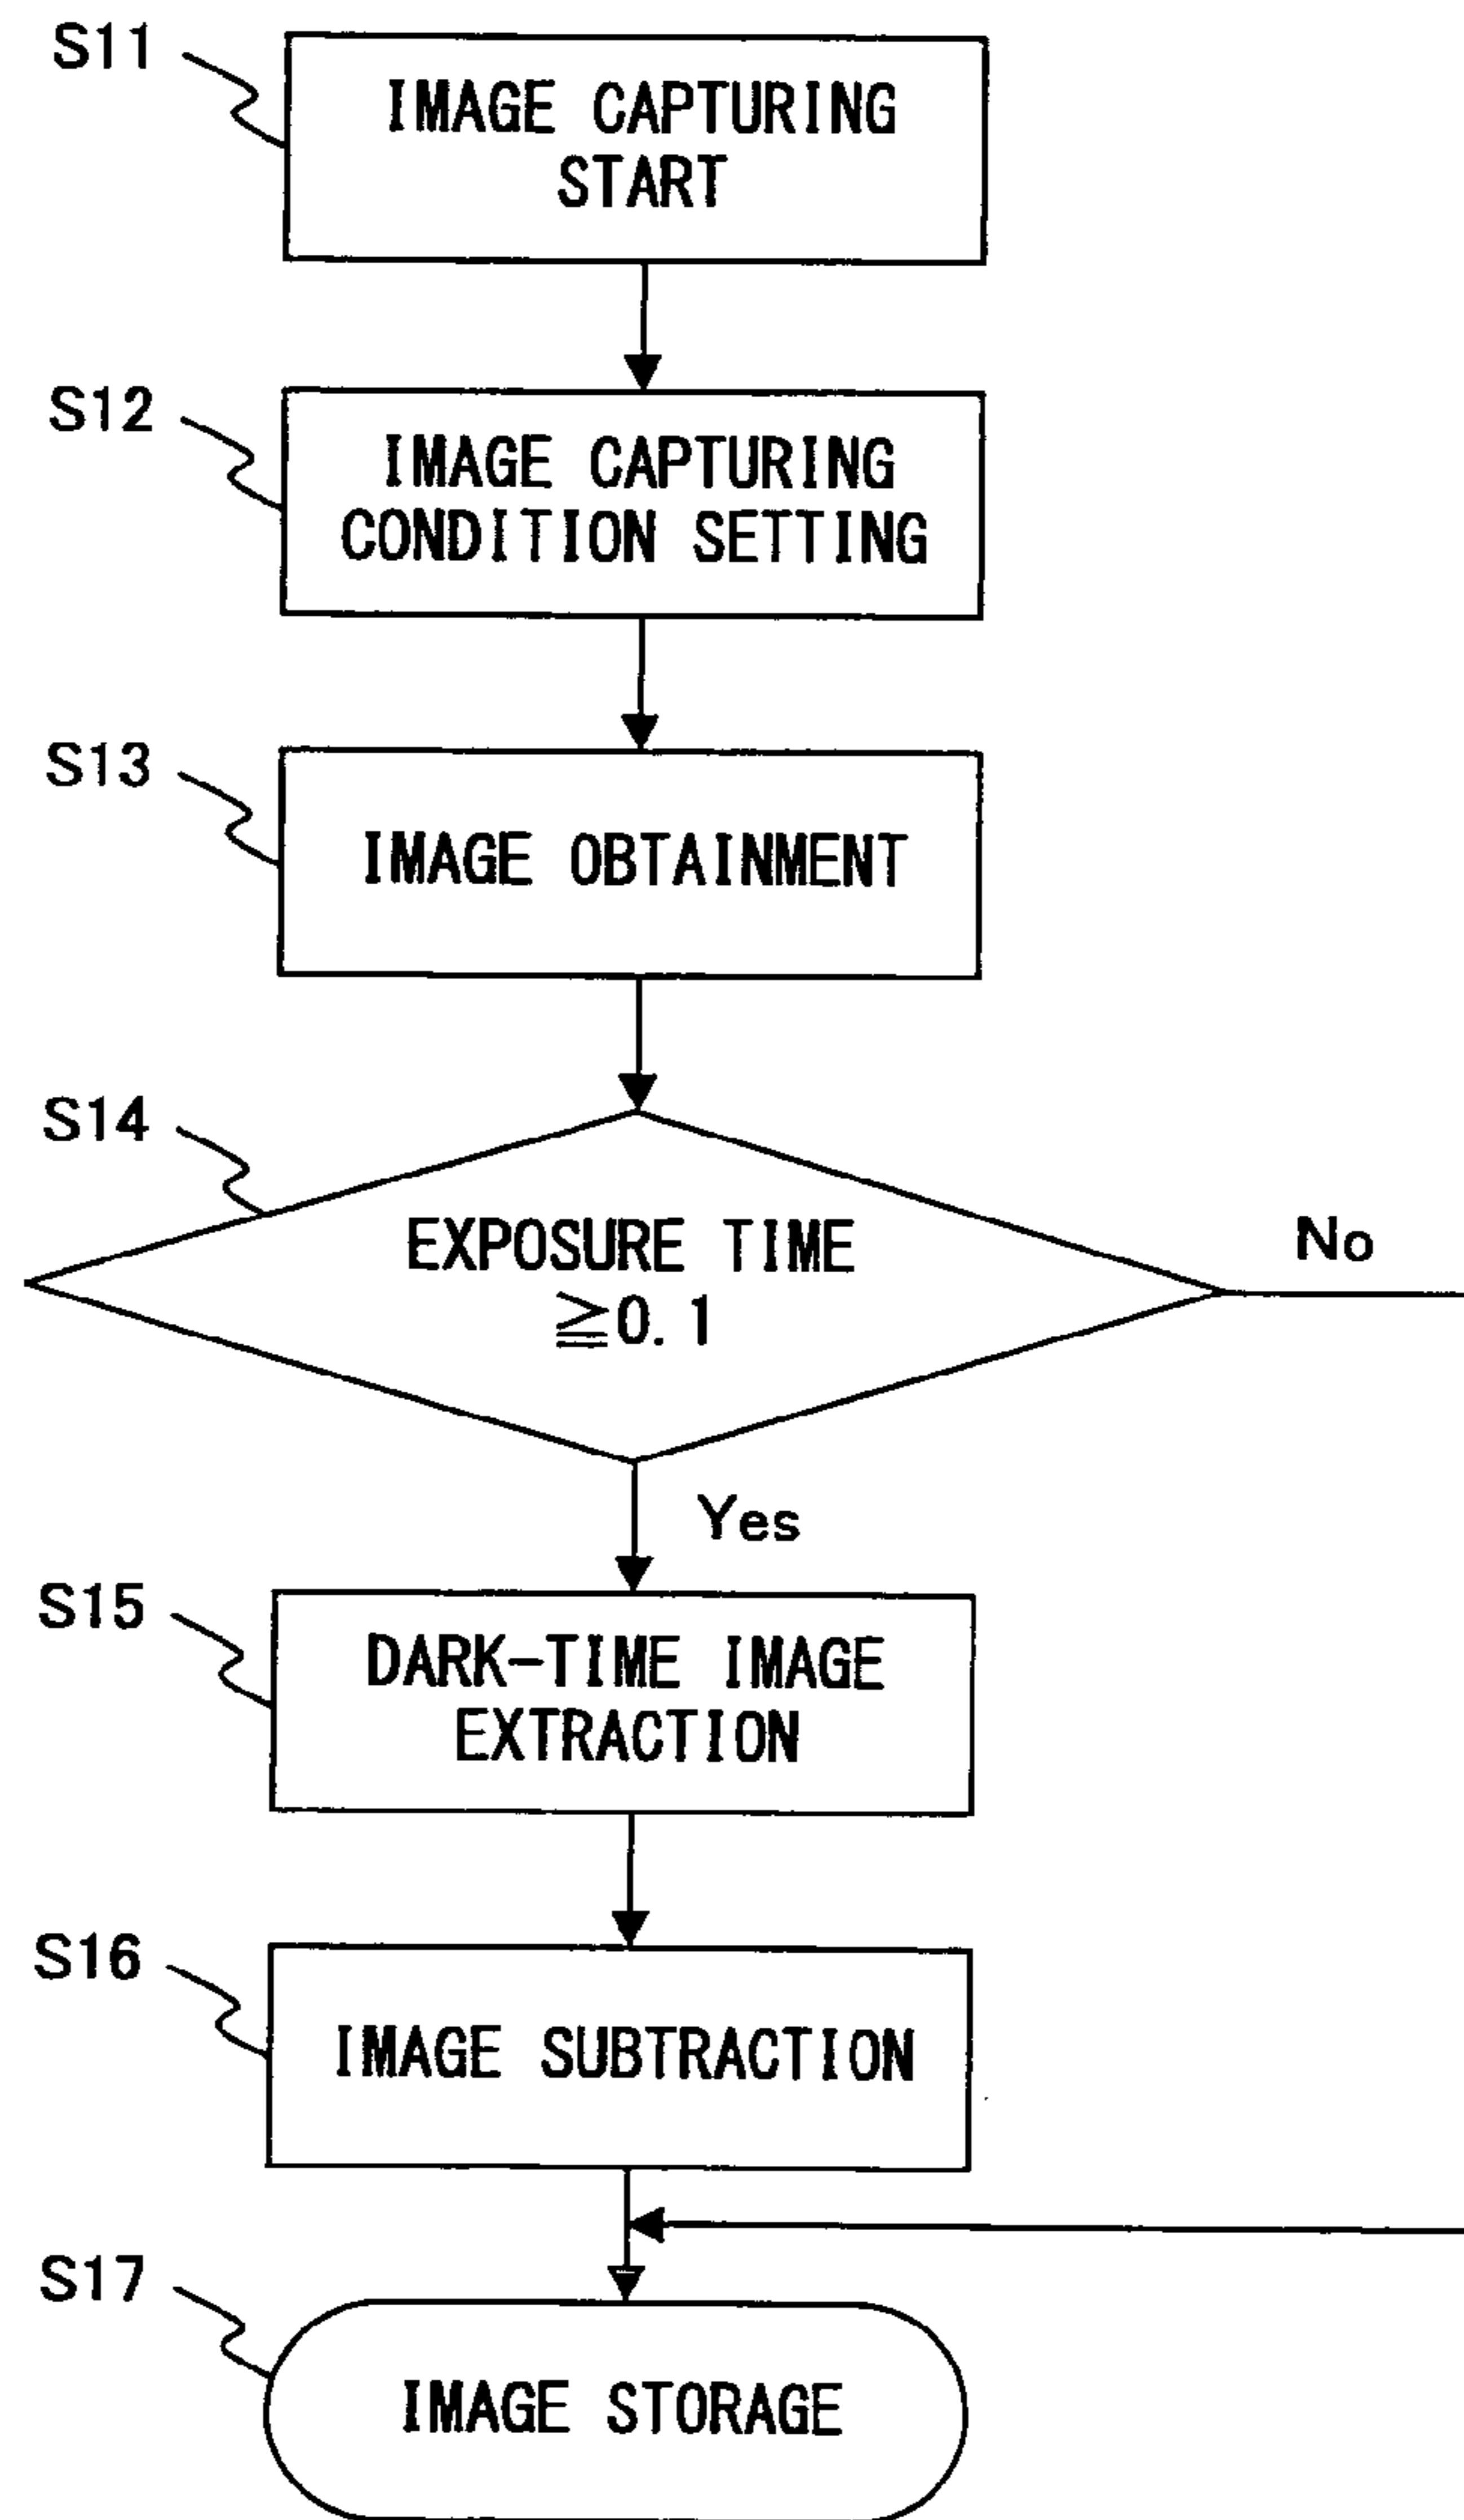 S11
IMAGE CAPTURING
START
S12
IMAGE CAPTURING
CONDITION SETTING
S13
IMAGE OBTAINMENT
S14
EXPOSURE TIME
≧0.1
No
Yes
S15
DARK-TIME IMAGE
EXTRACTION
S16
IMAGE SUBTRACTION
S17
IMAGE STORAGE